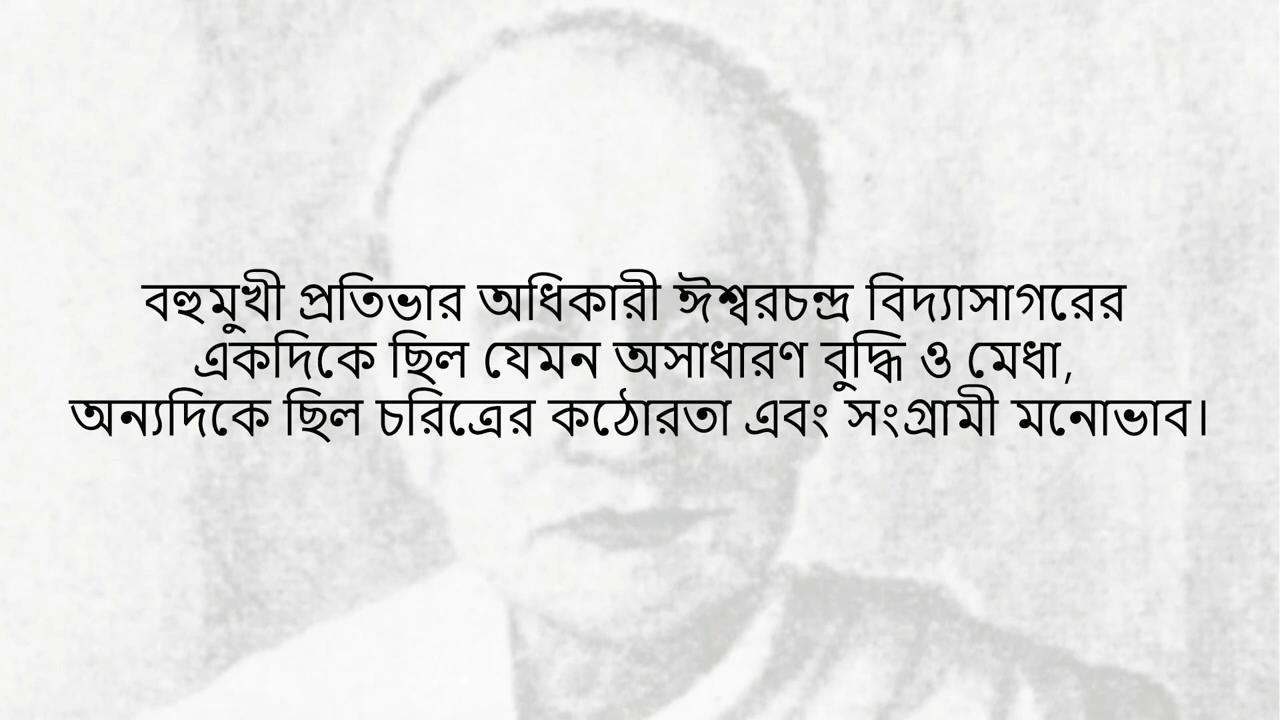 বহুমুখী প্রতিভার অধিকারী ঈশ্বরচন্দ্র বিদ্যাসাগরের
একদিকে ছিল যেমন অসাধারণ বুদ্ধি ও মেধা,
অন্যদিকে ছিল চরিত্রের কঠোরতা এবং সংগ্রামী মনোভাব।